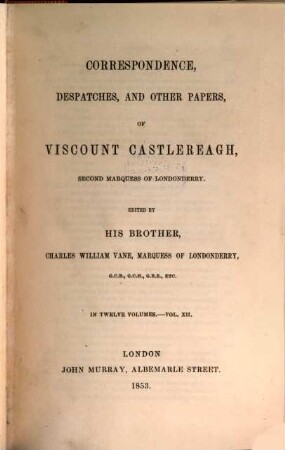 CORRESPONDENCE,
DESPATCHES, AND OTHER PAPERS,
OF
VISCOUNT CASTLEREAGH,
SECOND MARQUESS OF LONDONDERRY.
EDITED BY
HIS BROTHER,
CHARLES WILLIAM VANE, MARQUESS OF LONDONDERRY,
G.C.B., G.C.H., G.B.E., ETC.
IN TWELVE VOLUMES.—VOL. XII.
LONDON
JOHN MURRAY, ALBEMARLE STREET.
1853.